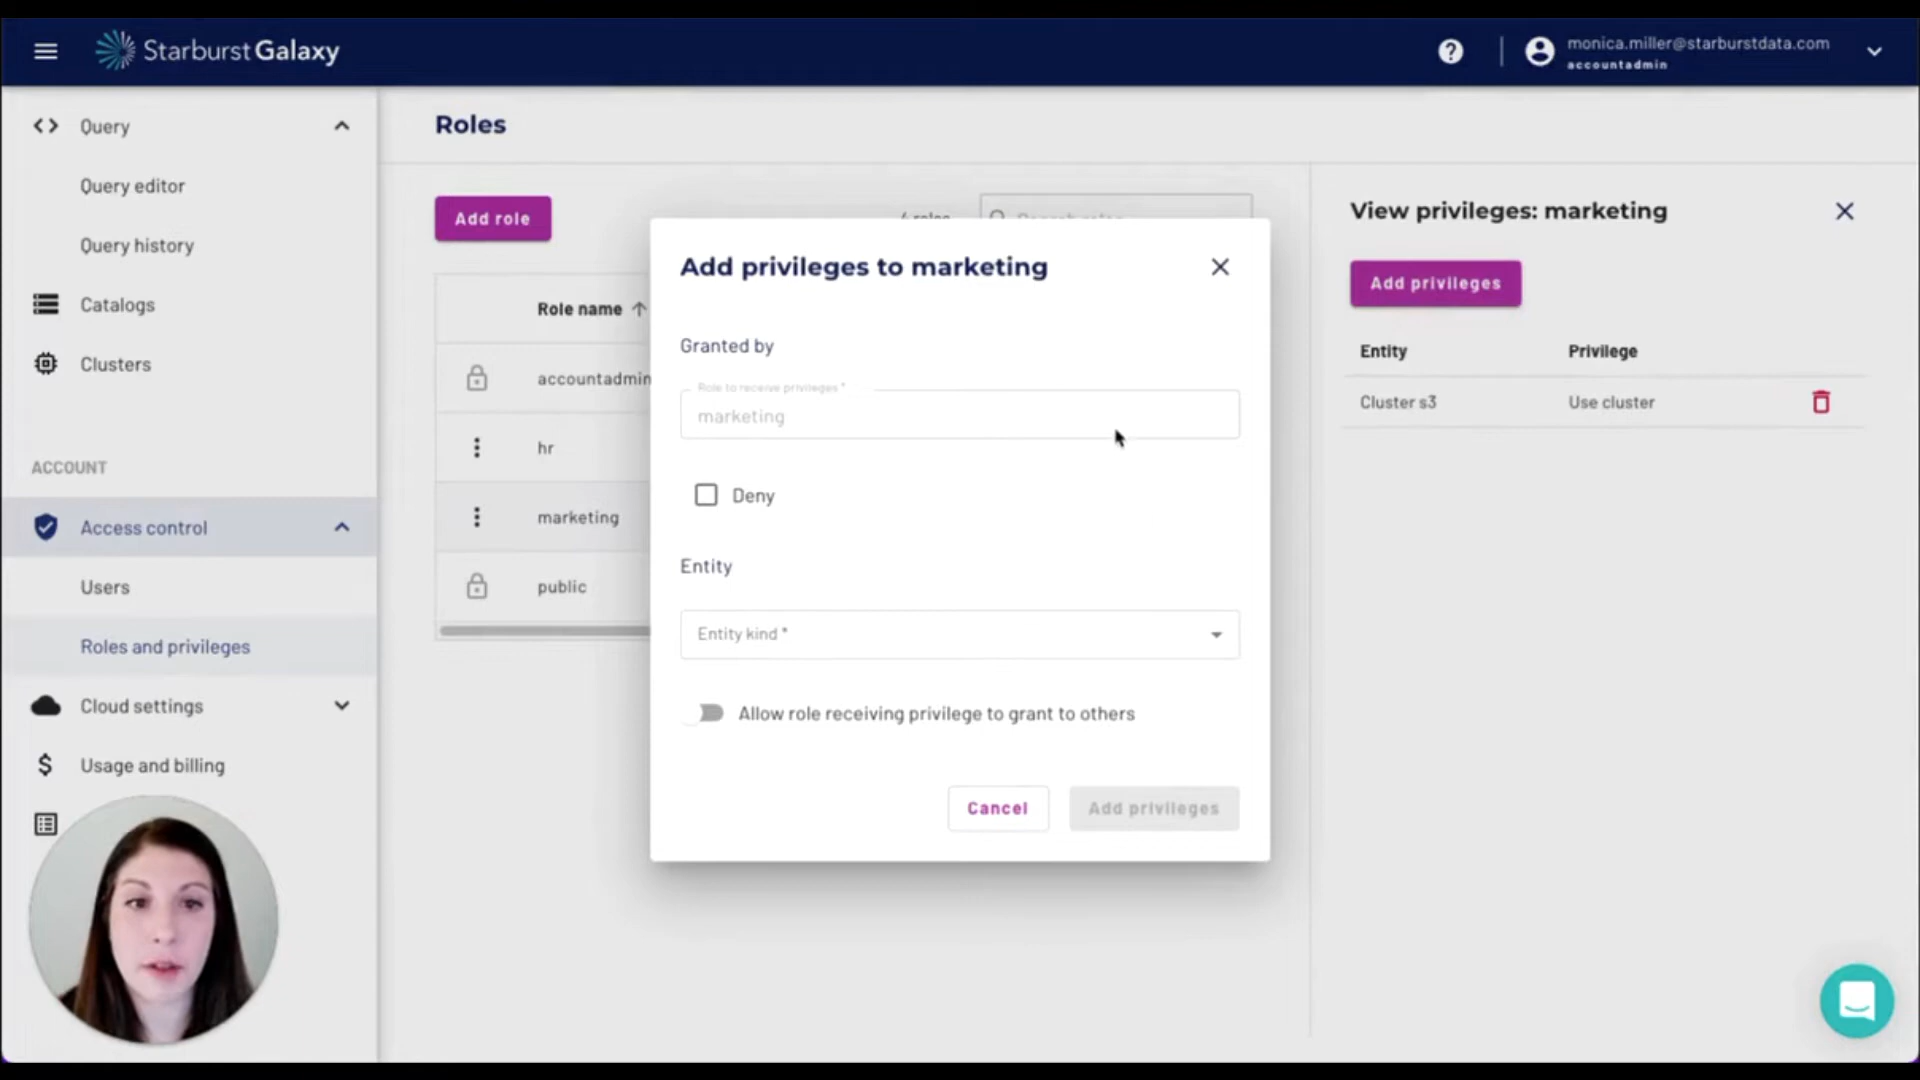 Starburst Galaxy
monica.miller@starburstdata.com
accountadmin
Query
Query editor
Query history
Catalogs
Clusters
ACCOUNT
Access control
Users
Roles and privileges
Cloud settings
Usage and billing
Roles
Add role
4 roles
Search roles
Role name
accountadmin
hr
marketing
public
Add privileges to marketing
Granted by
Role to receive privileges *
marketing
Deny
Entity
Entity kind *
Allow role receiving privilege to grant to others
Cancel
Add privileges
View privileges: marketing
Add privileges
Entity Privilege
Cluster s3 Use cluster